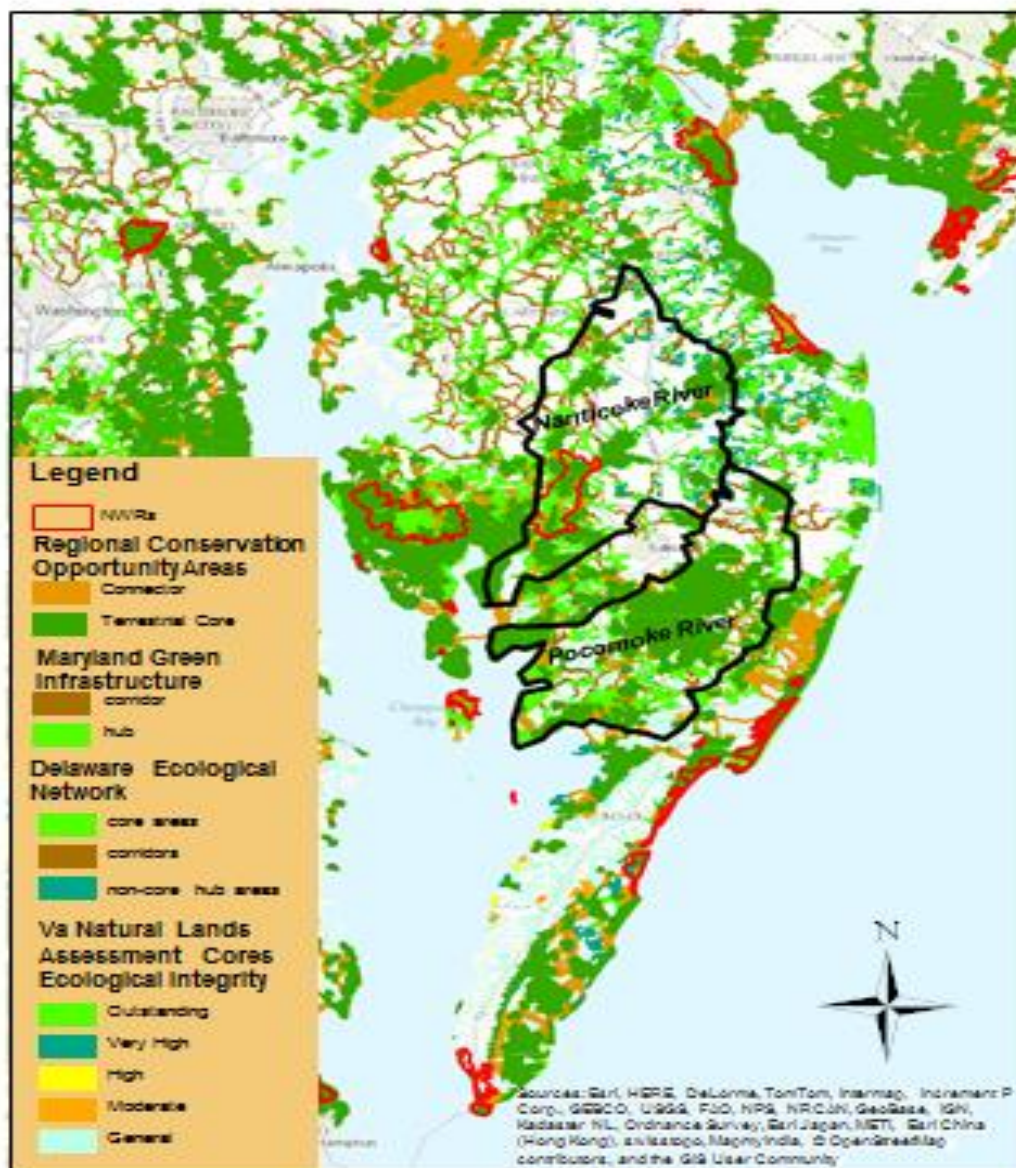 Baltimore
Annapolis
Washington
Nanticoke River
Pocomoke River
Legend
NWRs
Regional Conservation
Opportunity Areas
Connector
Terrestrial Core
Maryland Green
Infrastructure
corridor
hub
Delaware Ecological
Network
core areas
corridors
non-core hub areas
Va Natural Lands
Assessment Cores
Ecological Integrity
Outstanding
Very High
High
Moderate
General
N
Sources: Esri, HERE, DeLorme, TomTom, Intermap, Increment P
Corp., GEBCO, USGS, FAO, NPS, NRCAN, GeoBase, IGN,
Kadaster NL, Ordnance Survey, Esri Japan, METI, Esri China
(Hong Kong), swisstopo, MapmyIndia, © OpenStreetMap
contributors, and the GIS User Community